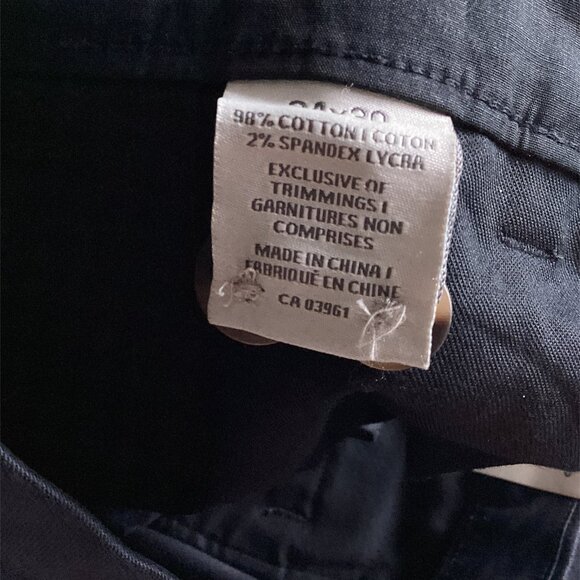 34x30
98% COTTON I COTON
2% SPANDEX LYCRA
EXCLUSIVE OF
TRIMMINGS I
GARNITURES NON
COMPRISES
MADE IN CHINA I
FABRIQUÉ EN CHINE
CA 03961